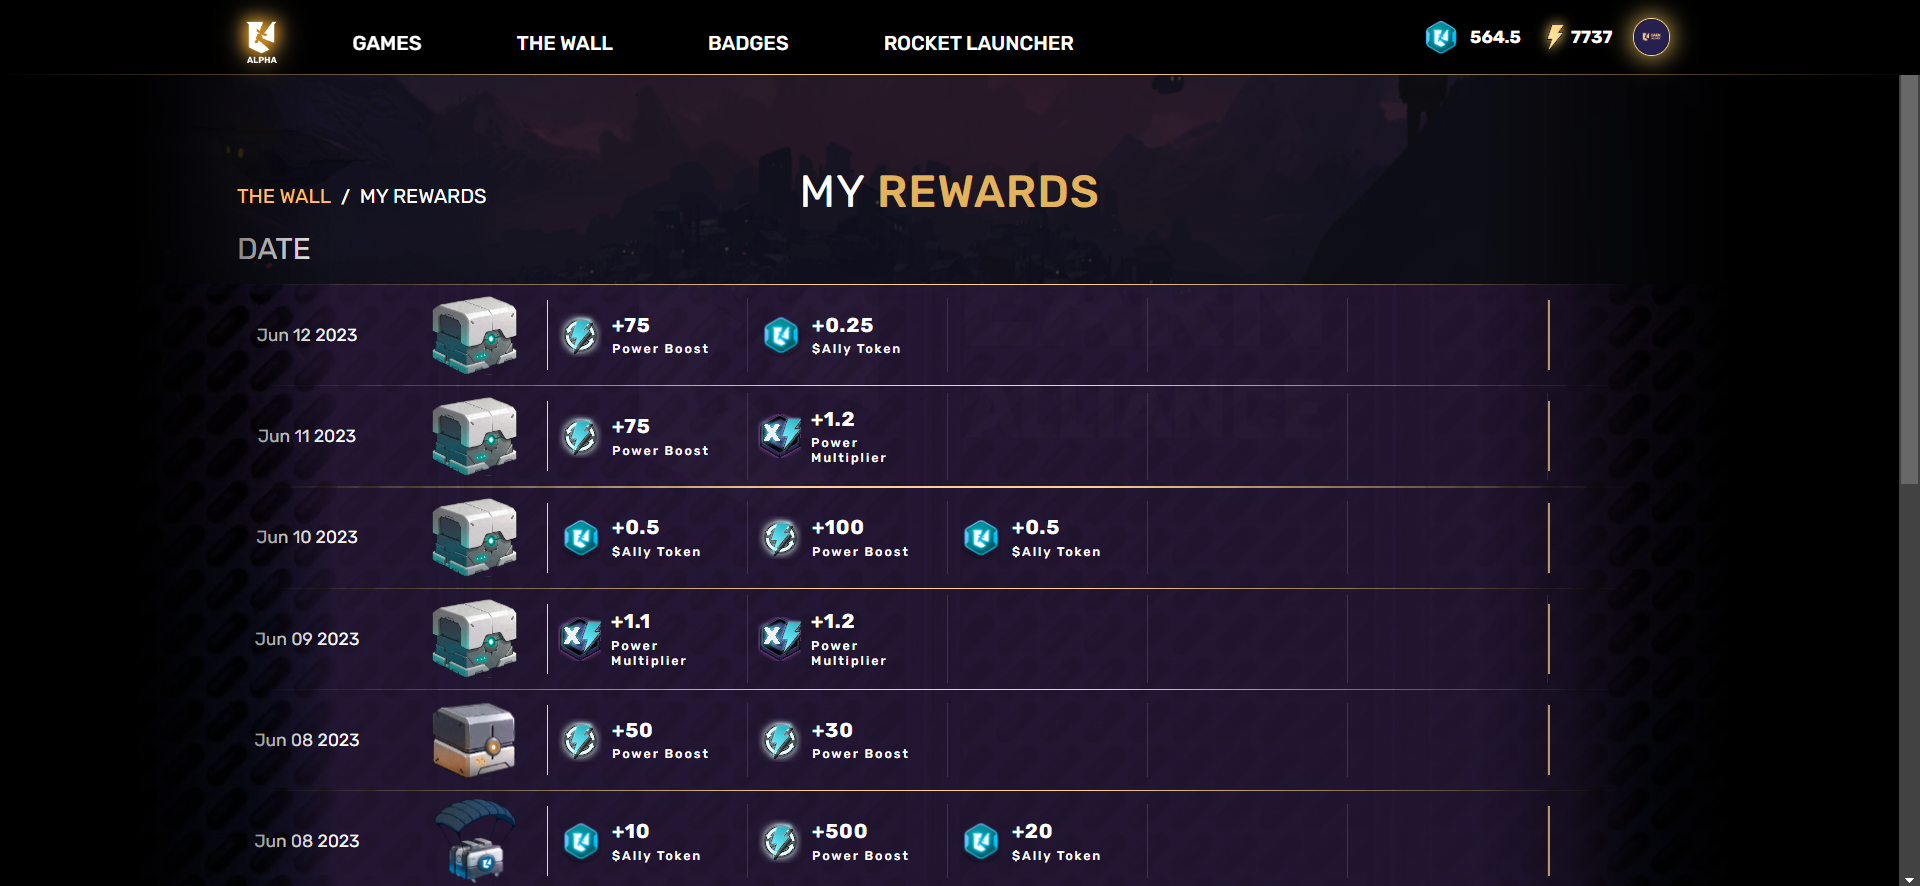 ALPHA
GAMES
THE WALL
BADGES
ROCKET LAUNCHER
564.5
7737
THE WALL / MY REWARDS
MY REWARDS
DATE
Jun 12 2023
+75
Power Boost
+0.25
$Ally Token
Jun 11 2023
+75
Power Boost
+1.2
Power
Multiplier
Jun 10 2023
+0.5
$Ally Token
+100
Power Boost
+0.5
$Ally Token
Jun 09 2023
+1.1
Power
Multiplier
+1.2
Power
Multiplier
Jun 08 2023
+50
Power Boost
+30
Power Boost
Jun 08 2023
+10
$Ally Token
+500
Power Boost
+20
$Ally Token